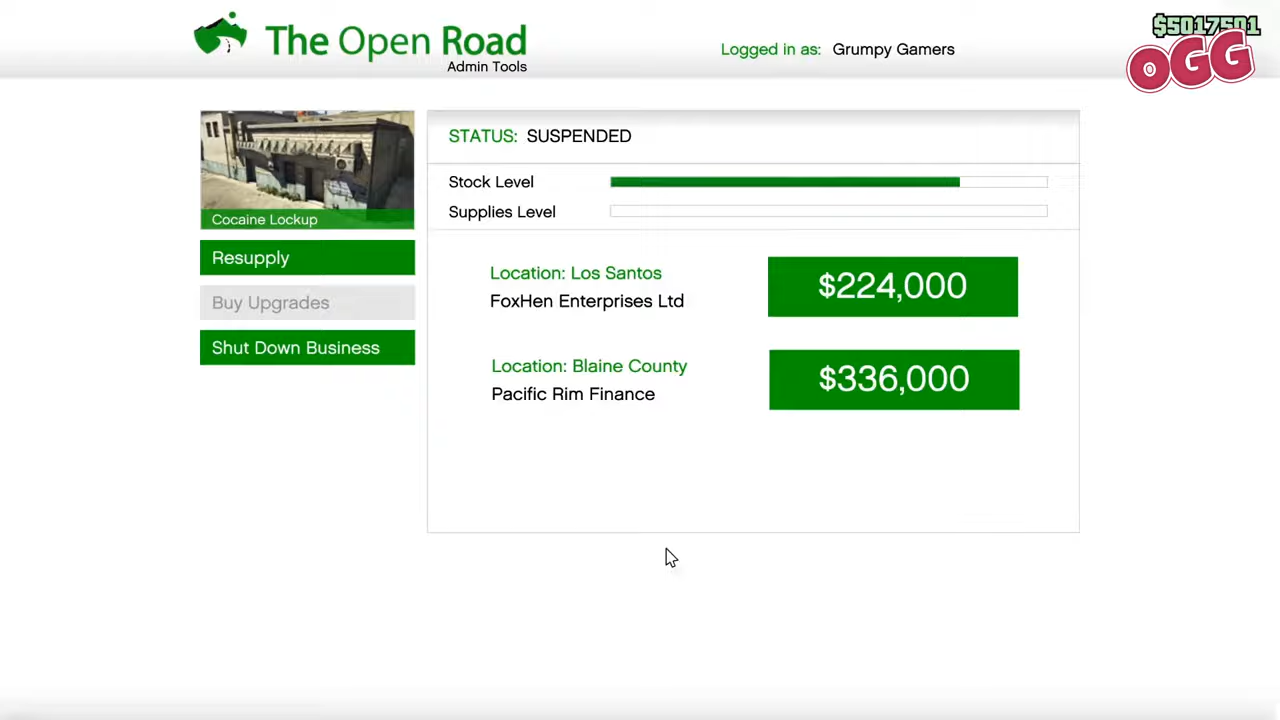 The Open Road
Admin Tools
Logged in as: Grumpy Gamers
$5017501
OGG
Cocaine Lockup
Resupply
Buy Upgrades
Shut Down Business
STATUS: SUSPENDED
Stock Level
Supplies Level
Location: Los Santos
FoxHen Enterprises Ltd
$224,000
Location: Blaine County
Pacific Rim Finance
$336,000